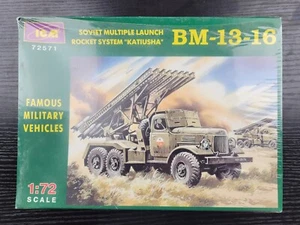 ICM
72571
SOVIET MULTIPLE LAUNCH
ROCKET SYSTEM "KATIUSHA"
BM-13-16
FAMOUS
MILITARY
VEHICLES
1:72
SCALE